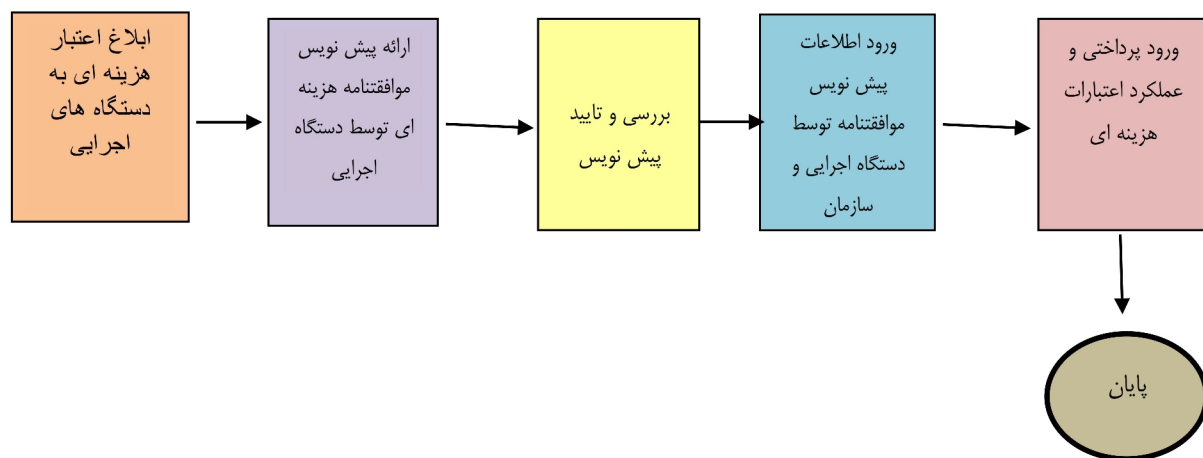 ابلاغ اعتبار
هزینه ای به
دستگاه های
اجرایی
ارائه پیش نویس
موافقتنامه هزینه
ای توسط دستگاه
اجرایی
بررسی و تایید
پیش نویس
ورود اطلاعات
پیش نویس
موافقتنامه توسط
دستگاه اجرایی و
سازمان
ورود پرداختی و
عملکرد اعتبارات
هزینه ای
پایان